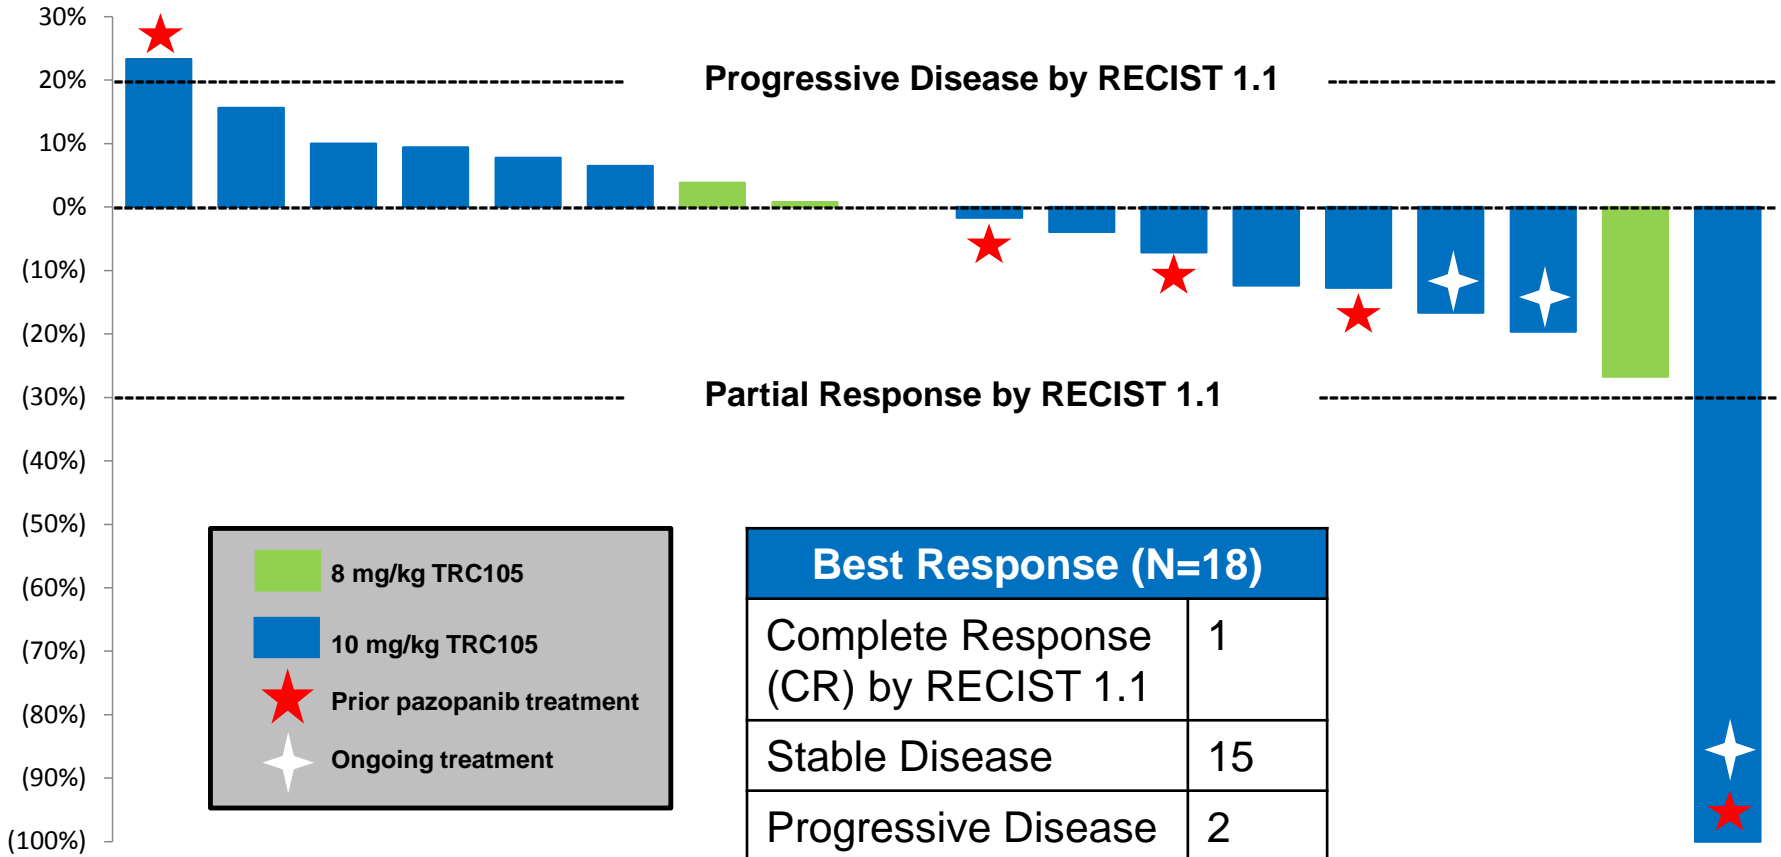 30%
20%
10%
0%
(10%)
(20%)
(30%)
(40%)
(50%)
(60%)
(70%)
(80%)
(90%)
(100%)
Progressive Disease by RECIST 1.1
Partial Response by RECIST 1.1
8 mg/kg TRC105
10 mg/kg TRC105
Prior pazopanib treatment
Ongoing treatment
Best Response (N=18)
Complete Response 1
(CR) by RECIST 1.1
Stable Disease 15
Progressive Disease 2